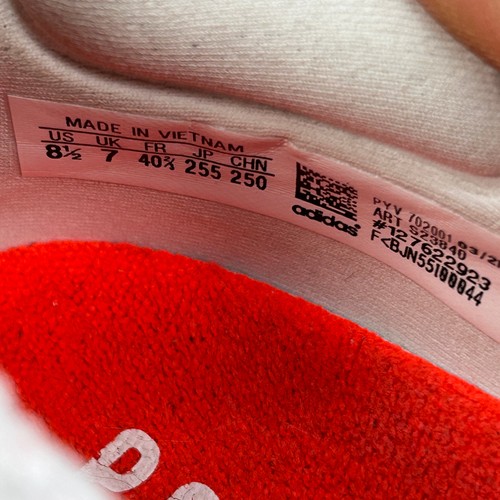 MADE IN VIETNAM
US UK FR JP CHN
8½ 7 40⅔ 255 250
adidas
PYV 702001 03/2
ART S23840
#127622923
F<BJN55100044